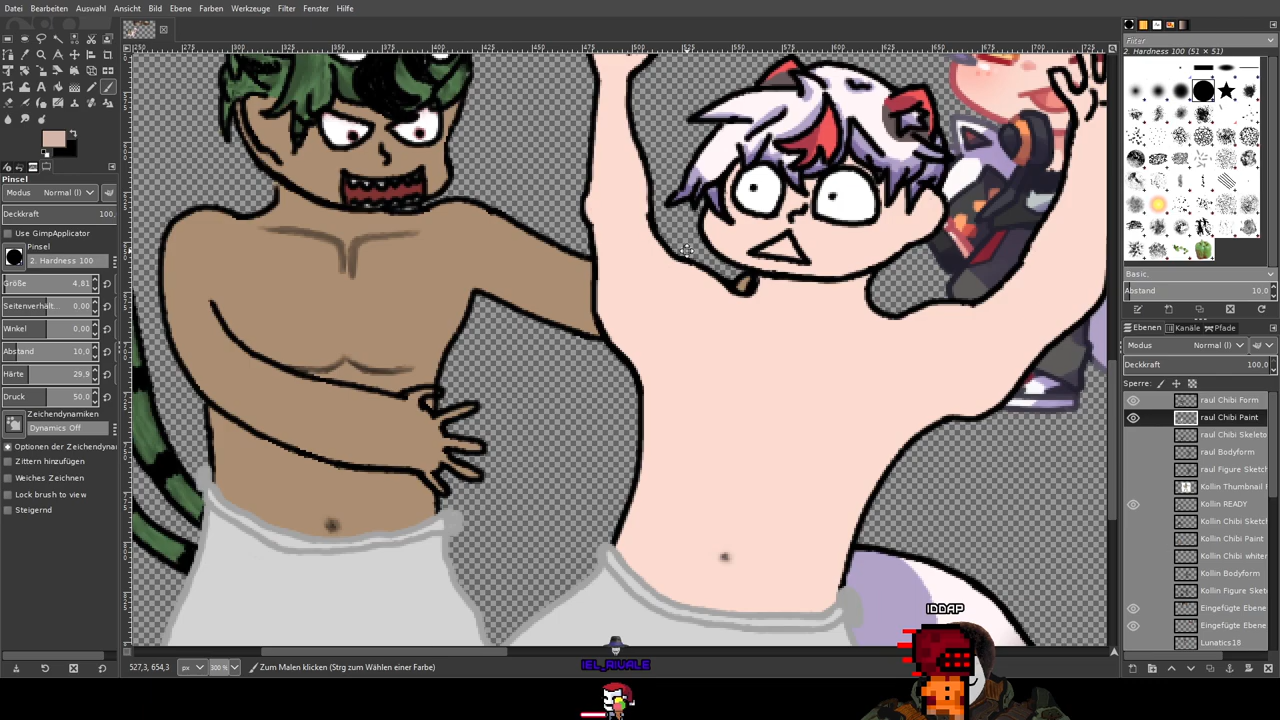 Datei Bearbeiten Auswahl Ansicht Bild Ebene Farben Werkzeuge Filter Fenster Hilfe
Filter
2. Hardness 100 (51 × 51)
Pinsel
Modus Normal (l)
Deckkraft 100,
Use GimpApplicator
Pinsel
2. Hardness 100
Größe 4,81
Seitenverhält... 0,00
Winkel 0,00
Abstand 10,0
Härte 29,9
Druck 50,0
Zeichendynamiken
Dynamics Off
Optionen der Zeichendyna
Zittern hinzufügen
Weiches Zeichnen
Lock brush to view
Steigernd
Basic.
Abstand 10,0
Ebenen Kanäle Pfade
Modus Normal (l)
Deckkraft 100,0
Sperre:
raul Chibi Form
raul Chibi Paint
raul Chibi Skeleto
raul Bodyform
raul Figure Sketch
Kollin Thumbnail
Kollin READY
Kollin Chibi Sketc
Kollin Chibi Paint
Kollin Chibi white
Kollin Bodyform
Kollin Figure Sket
Eingefügte Ebene
Eingefügte Ebene
Lunatics18
527,3, 654,3 px 300 % Zum Malen klicken (Strg zum Wählen einer Farbe)
IDDAP
IEL_RIVALE